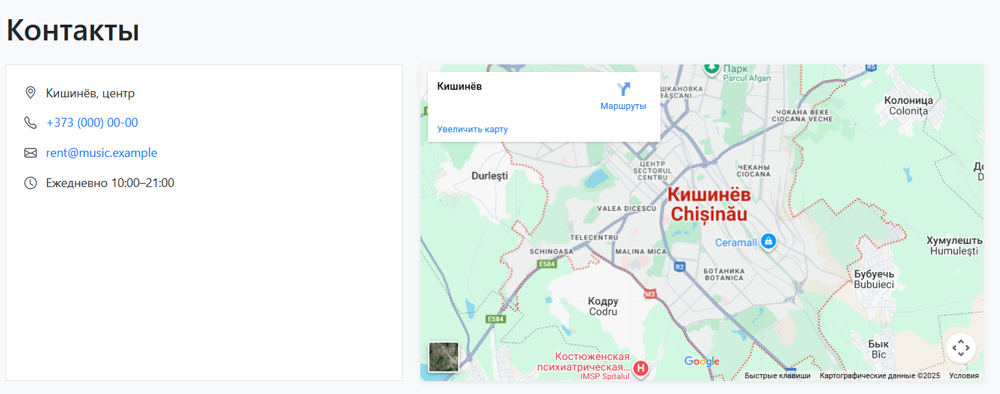 Контакты
Кишинёв, центр
+373 (000) 00-00
rent@music.example
Ежедневно 10:00–21:00
Кишинёв
Маршруты
Увеличить карту
Парк
Parcul Afgan
R5
ШКАНОВКА
RÂȘCANI
ЧОКАНА ВЕКЕ
CIOCANA VECHE
Колоница
Colonița
ЦЕНТР
SECTORUL
CENTRU
ЧЕКАНЫ
CIOCANA
Durlești
Кишинёв
Chișinău
VALEA DICESCU
TELECENTRU
Ceramall
Хумулешть
Humulești
SCHINOASA
MALINA MICA
E584
R2
БОТАНИКА
BOTANICA
Бубуечь
Bubuieci
M3
Кодру
Codru
E584
Бык
Bîc
Костюженская
психиатрическая...
IMSP Spitalul
H
Google
Быстрые клавиши
Картографические данные ©2025
Условия